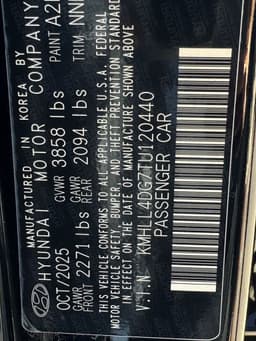 MANUFACTURED IN KOREA BY
HYUNDAI MOTOR COMPANY
OCT/2025 GVWR 3858 lbs PAINT A2
GAWR FRONT 2271 lbs GAWR REAR 2094 lbs TRIM NN
THIS VEHICLE CONFORMS TO ALL APPLICABLE U.S.A. FEDERAL
MOTOR VEHICLE SAFETY, BUMPER, AND THEFT PREVENTION STANDARDS
IN EFFECT ON THE DATE OF MANUFACTURE SHOWN ABOVE
V.I.N: KMHLL4DG7TU120440
PASSENGER CAR